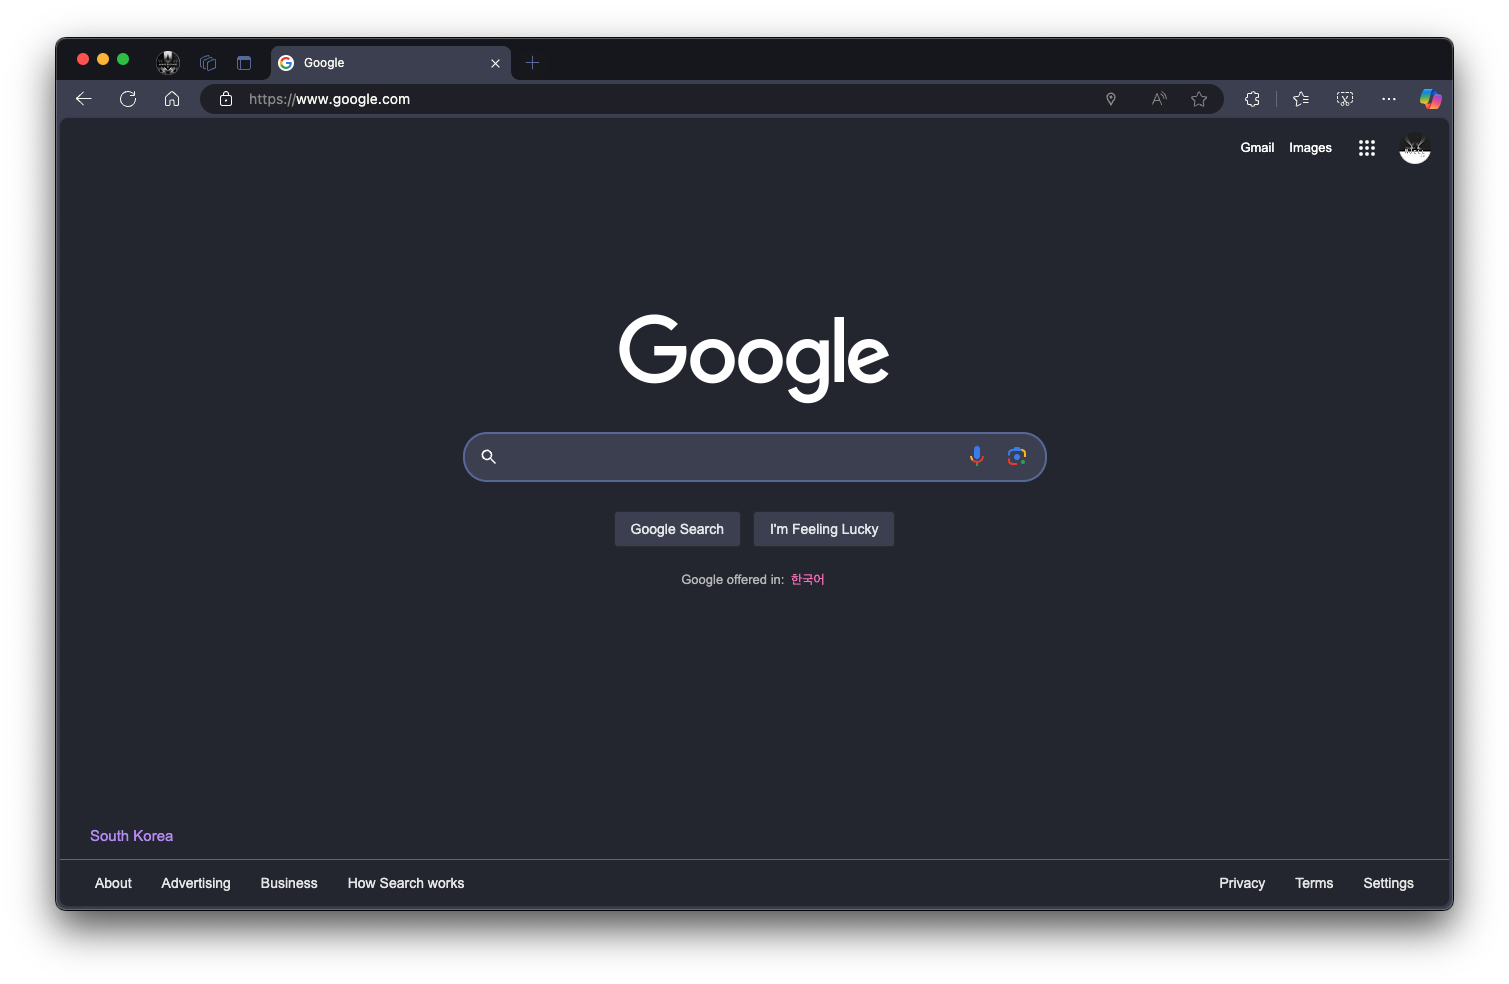 Google
https://www.google.com
Gmail Images
Google
Google Search I'm Feeling Lucky
Google offered in: 한국어
South Korea
About Advertising Business How Search works Privacy Terms Settings